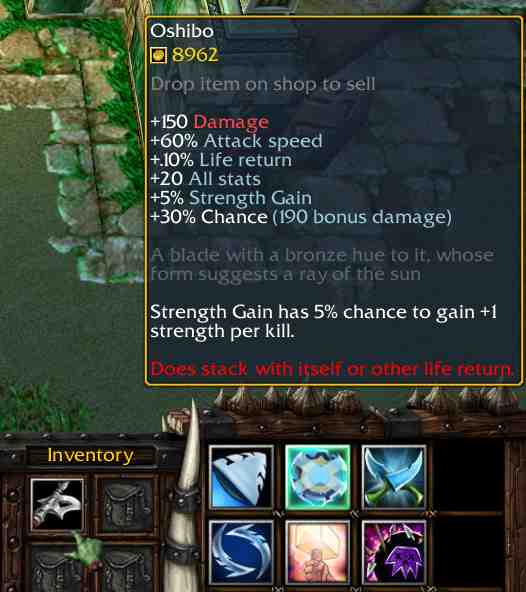 Oshibo
8962
Drop item on shop to sell
+150 Damage
+60% Attack speed
+.10% Life return
+20 All stats
+5% Strength Gain
+30% Chance (190 bonus damage)
A blade with a bronze hue to it, whose
form suggests a ray of the sun
Strength Gain has 5% chance to gain +1
strength per kill.
Does stack with itself or other life return.
Inventory